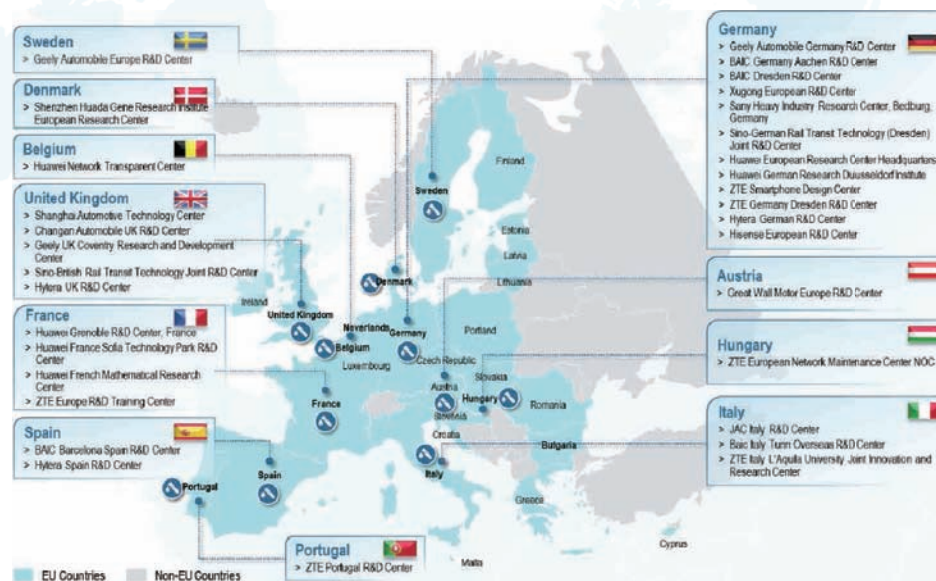 Sweden
> Geely Automobile Europe R&D Center
Denmark
> Shenzhen Huada Gene Research Institute
European Research Center
Belgium
> Huawei Network Transparent Center
United Kingdom
> Shanghai Automotive Technology Center
> Changan Automobile UK R&D Center
> Geely UK Coventry Research and Development
Center
> Sino-British Rail Transit Technology Joint R&D Center
> Hytera UK R&D Center
France
> Huawei Grenoble R&D Center, France
> Huawei France Sofia Technology Park R&D
Center
> Huawei French Mathematical Research
Center
> ZTE Europe R&D Training Center
Spain
> BAIC Barcelona Spain R&D Center
> Hytera Spain R&D Center
Portugal
> ZTE Portugal R&D Center
Germany
> Geely Automobile Germany R&D Center
> BAIC Germany Aachen R&D Center
> BAIC Dresden R&D Center
> Xugong European R&D Center
> Sany Heavy Industry Research Center, Bedburg,
Germany
> Sino-German Rail Transit Technology (Dresden)
Joint R&D Center
> Huawei European Research Center Headquarters
> Huawei German Research Duiusseldorf Institute
> ZTE Smartphone Design Center
> ZTE Germany Dresden R&D Center
> Hytera German R&D Center
> Hisense European R&D Center
Austria
> Great Wall Motor Europe R&D Center
Hungary
> ZTE European Network Maintenance Center NOC
Italy
> JAC Italy R&D Center
> Baic Italy Turin Overseas R&D Center
> ZTE Italy L'Aquila University Joint Innovation and
Research Center
Finland
Sweden
Estonia
Latvia
Lithuania
Denmark
Ireland
United Kingdom
Neverlands
Germany
Portland
Belgium
Luxembourg
Czech Republic
Slovakia
Austria
France
Hungary
Romania
Slovenia
Croatia
Bulgaria
Italy
Spain
Portugal
Greece
Malta
Cyprus
EU Countries
Non-EU Countries